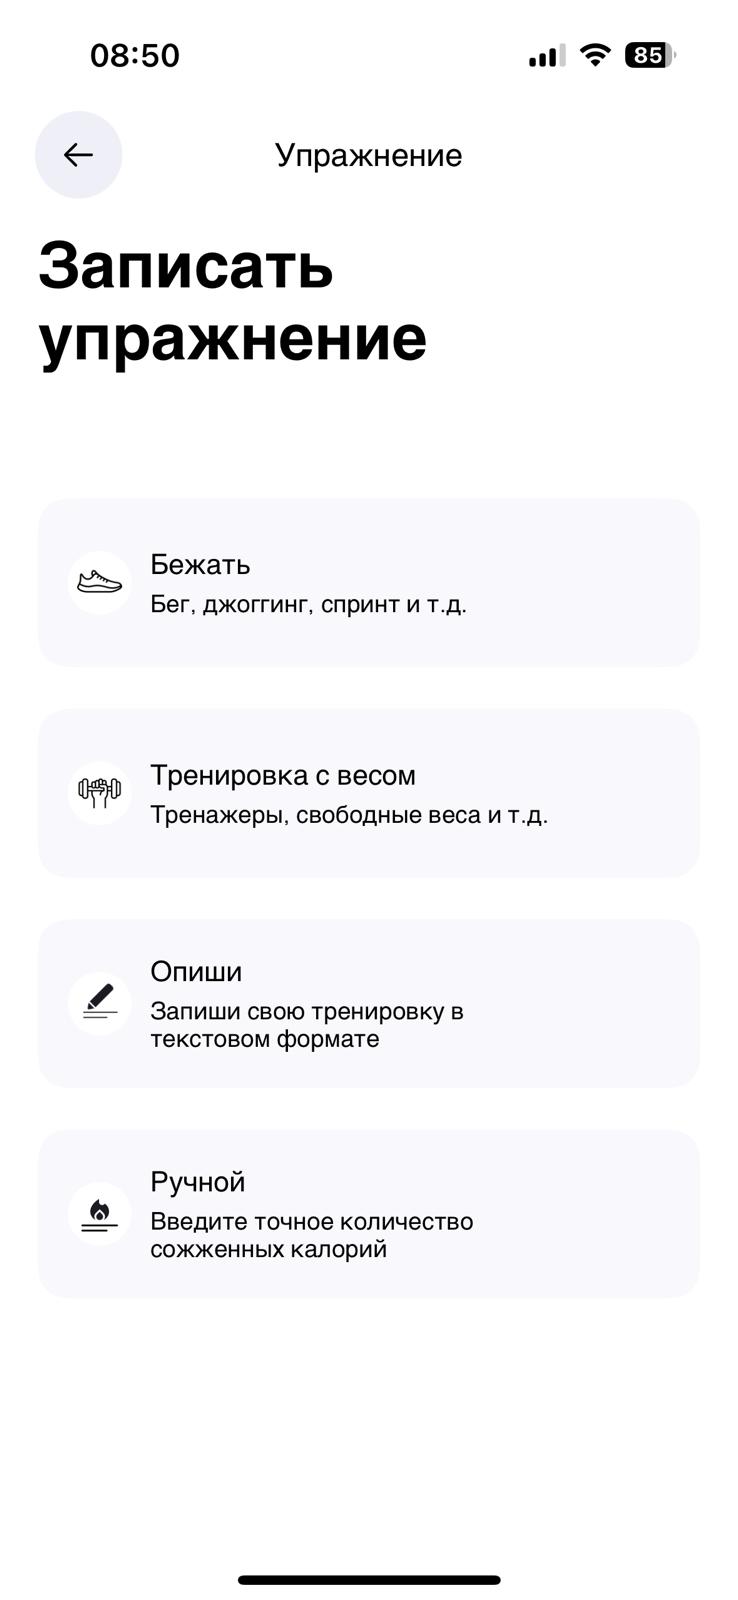 08:50
85
Упражнение
Записать
упражнение
Бежать
Бег, джоггинг, спринт и т.д.
Тренировка с весом
Тренажеры, свободные веса и т.д.
Опиши
Запиши свою тренировку в
текстовом формате
Ручной
Введите точное количество
сожженных калорий